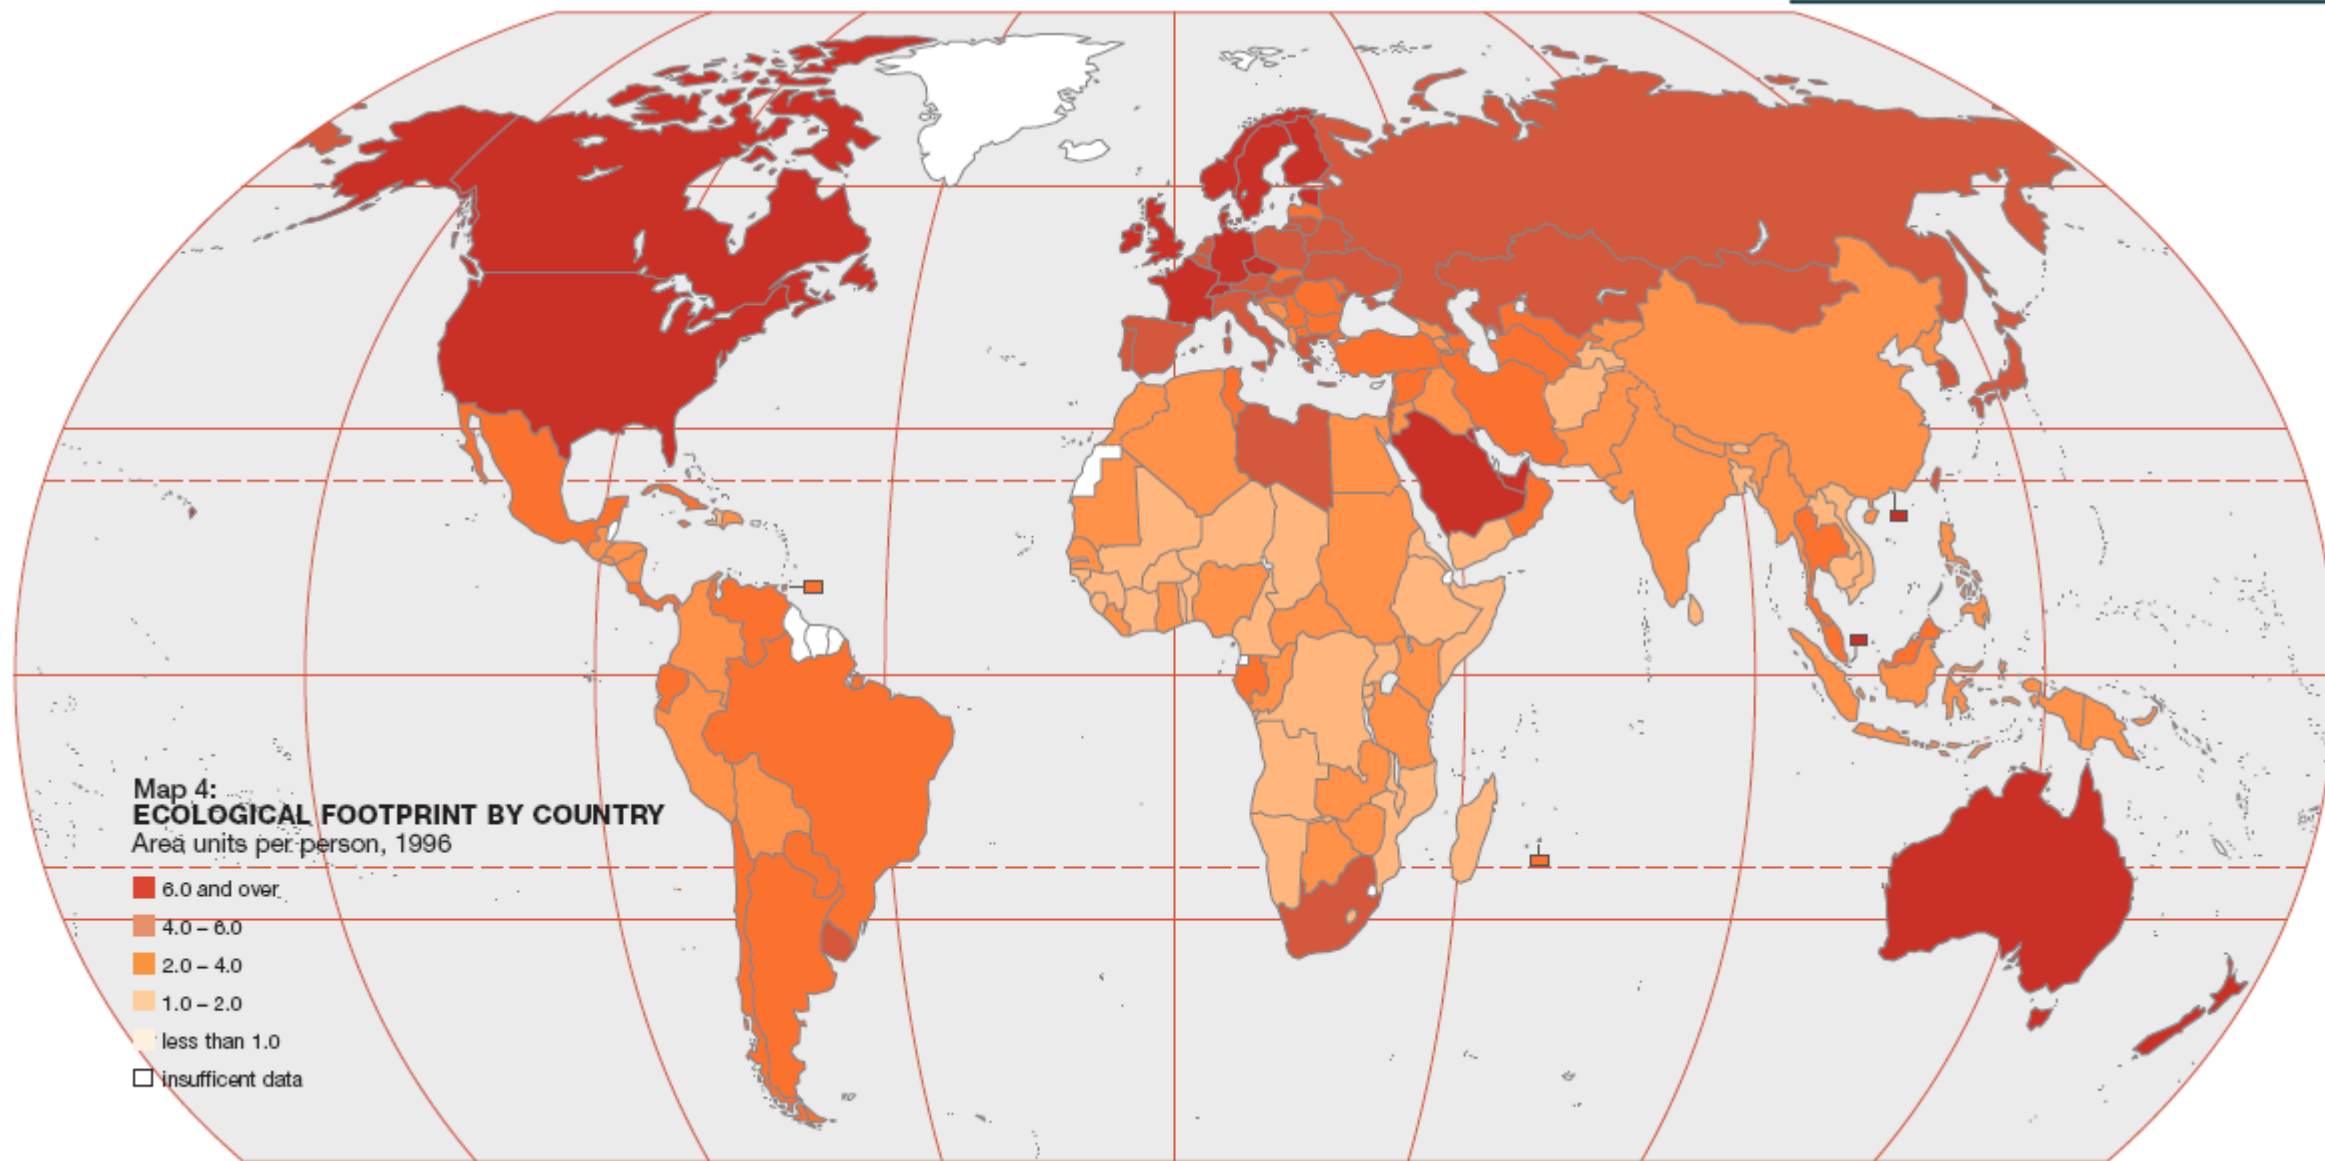 Map 4:
ECOLOGICAL FOOTPRINT BY COUNTRY
Area units per person, 1996
6.0 and over
4.0 – 6.0
2.0 – 4.0
1.0 – 2.0
less than 1.0
insufficent data